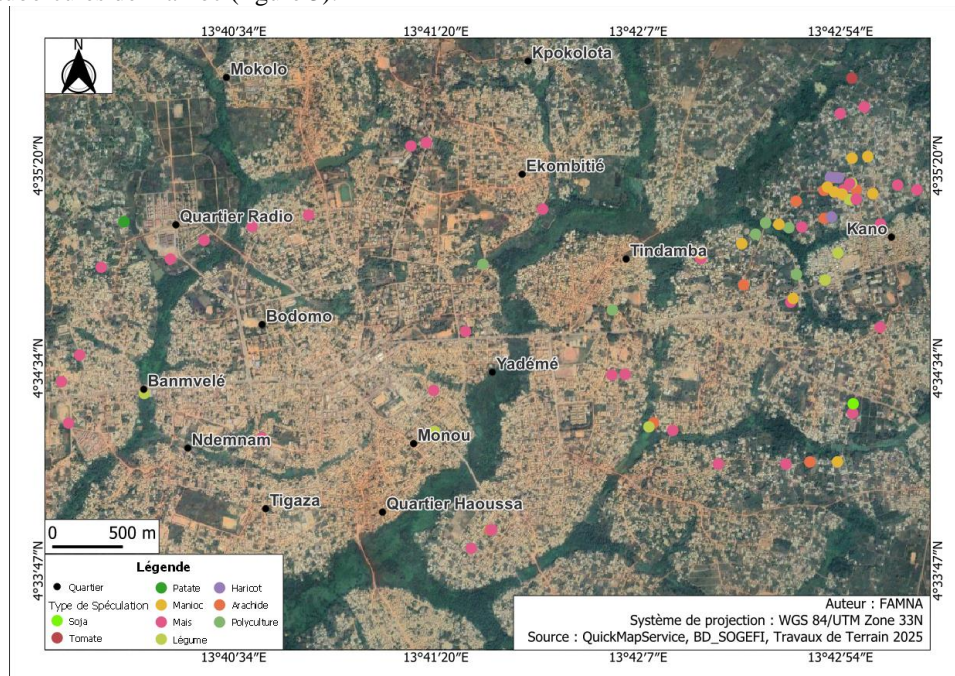 (figure 3).
N
13°40'34"E 13°41'20"E 13°42'7"E 13°42'54"E
Mokolo
Kpokolota
4°35'20"N 4°35'20"N
Ekombitié
Quartier Radio
Kano
Tindamba
Bodomo
4°34'34"N 4°34'34"N
Yadémé
Banmvelé
Ndemnam
Monou
Tigaza
Quartier Haoussa
0 500 m
4°33'47"N 4°33'47"N
Légende
Quartier
Type de Spéculation
Soja
Tomate
Patate
Manioc
Mais
Légume
Haricot
Arachide
Polyculture
Auteur : FAMNA
Système de projection : WGS 84/UTM Zone 33N
Source : QuickMapService, BD_SOGEFI, Travaux de Terrain 2025
13°40'34"E 13°41'20"E 13°42'7"E 13°42'54"E